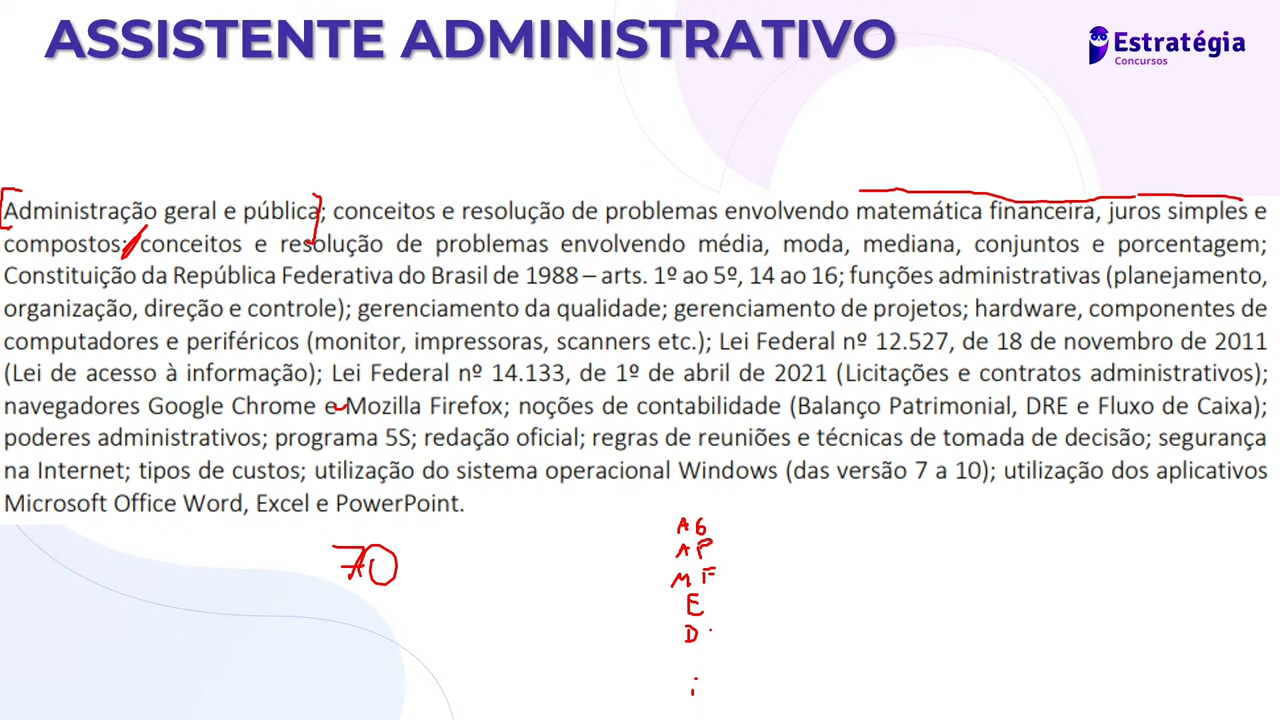 ASSISTENTE ADMINISTRATIVO
Estratégia
Concursos
Administração geral e pública; conceitos e resolução de problemas envolvendo matemática financeira, juros simples e
compostos; conceitos e resolução de problemas envolvendo média, moda, mediana, conjuntos e porcentagem;
Constituição da República Federativa do Brasil de 1988 – arts. 1º ao 5º, 14 ao 16; funções administrativas (planejamento,
organização, direção e controle); gerenciamento da qualidade; gerenciamento de projetos; hardware, componentes de
computadores e periféricos (monitor, impressoras, scanners etc.); Lei Federal nº 12.527, de 18 de novembro de 2011
(Lei de acesso à informação); Lei Federal nº 14.133, de 1º de abril de 2021 (Licitações e contratos administrativos);
navegadores Google Chrome e Mozilla Firefox; noções de contabilidade (Balanço Patrimonial, DRE e Fluxo de Caixa);
poderes administrativos; programa 5S; redação oficial; regras de reuniões e técnicas de tomada de decisão; segurança
na Internet; tipos de custos; utilização do sistema operacional Windows (das versão 7 a 10); utilização dos aplicativos
Microsoft Office Word, Excel e PowerPoint.
70
AG
AP
MF
E
D
i